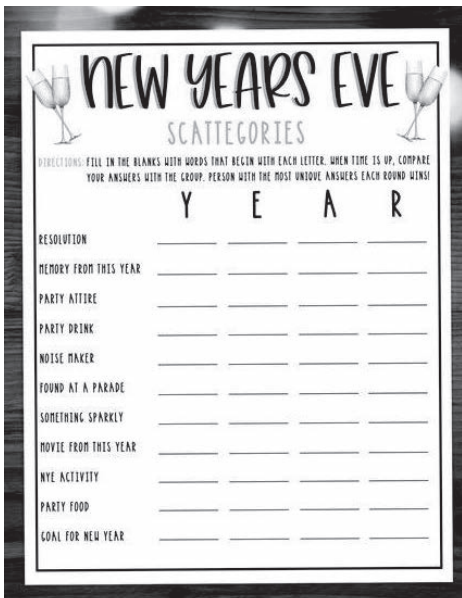 NEW YEARS EVE
SCATTEGORIES
DIRECTIONS: FILL IN THE BLANKS WITH WORDS THAT BEGIN WITH EACH LETTER. WHEN TIME IS UP, COMPARE
YOUR ANSWERS WITH THE GROUP. PERSON WITH THE MOST UNIQUE ANSWERS EACH ROUND WINS!
Y E A R
RESOLUTION
MEMORY FROM THIS YEAR
PARTY ATTIRE
PARTY DRINK
NOISE MAKER
FOUND AT A PARADE
SOMETHING SPARKLY
MOVIE FROM THIS YEAR
NYE ACTIVITY
PARTY FOOD
GOAL FOR NEW YEAR